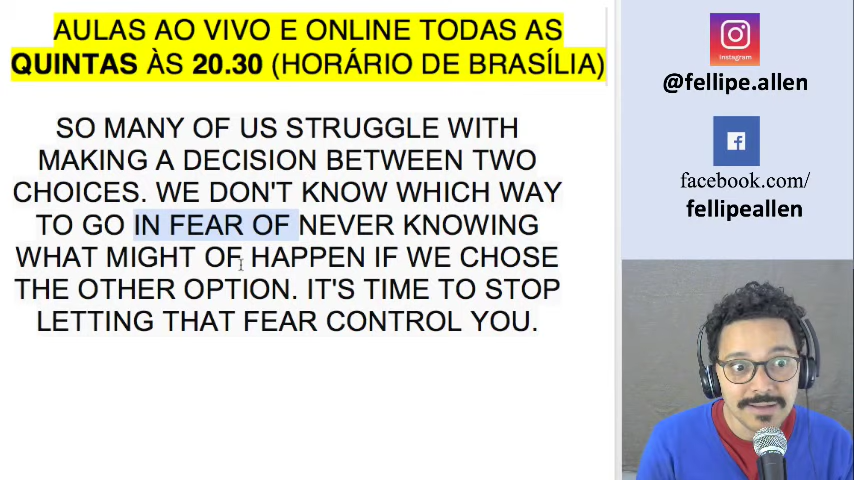 AULAS AO VIVO E ONLINE TODAS AS
QUINTAS ÀS 20.30 (HORÁRIO DE BRASÍLIA)
SO MANY OF US STRUGGLE WITH
MAKING A DECISION BETWEEN TWO
CHOICES. WE DON'T KNOW WHICH WAY
TO GO IN FEAR OF NEVER KNOWING
WHAT MIGHT OF HAPPEN IF WE CHOSE
THE OTHER OPTION. IT'S TIME TO STOP
LETTING THAT FEAR CONTROL YOU.
Instagram
@fellipe.allen
facebook.com/
fellipeallen